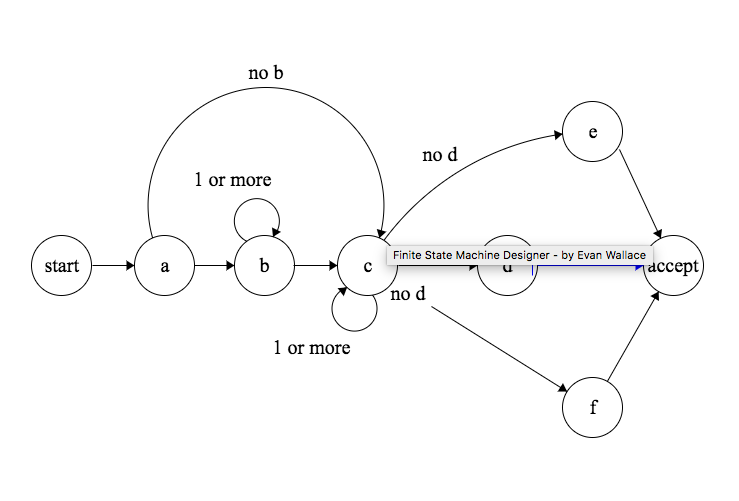 no b
e
no d
1 or more
start
a
b
c
Finite State Machine Designer - by Evan Wallace
d
accept
no d
1 or more
f